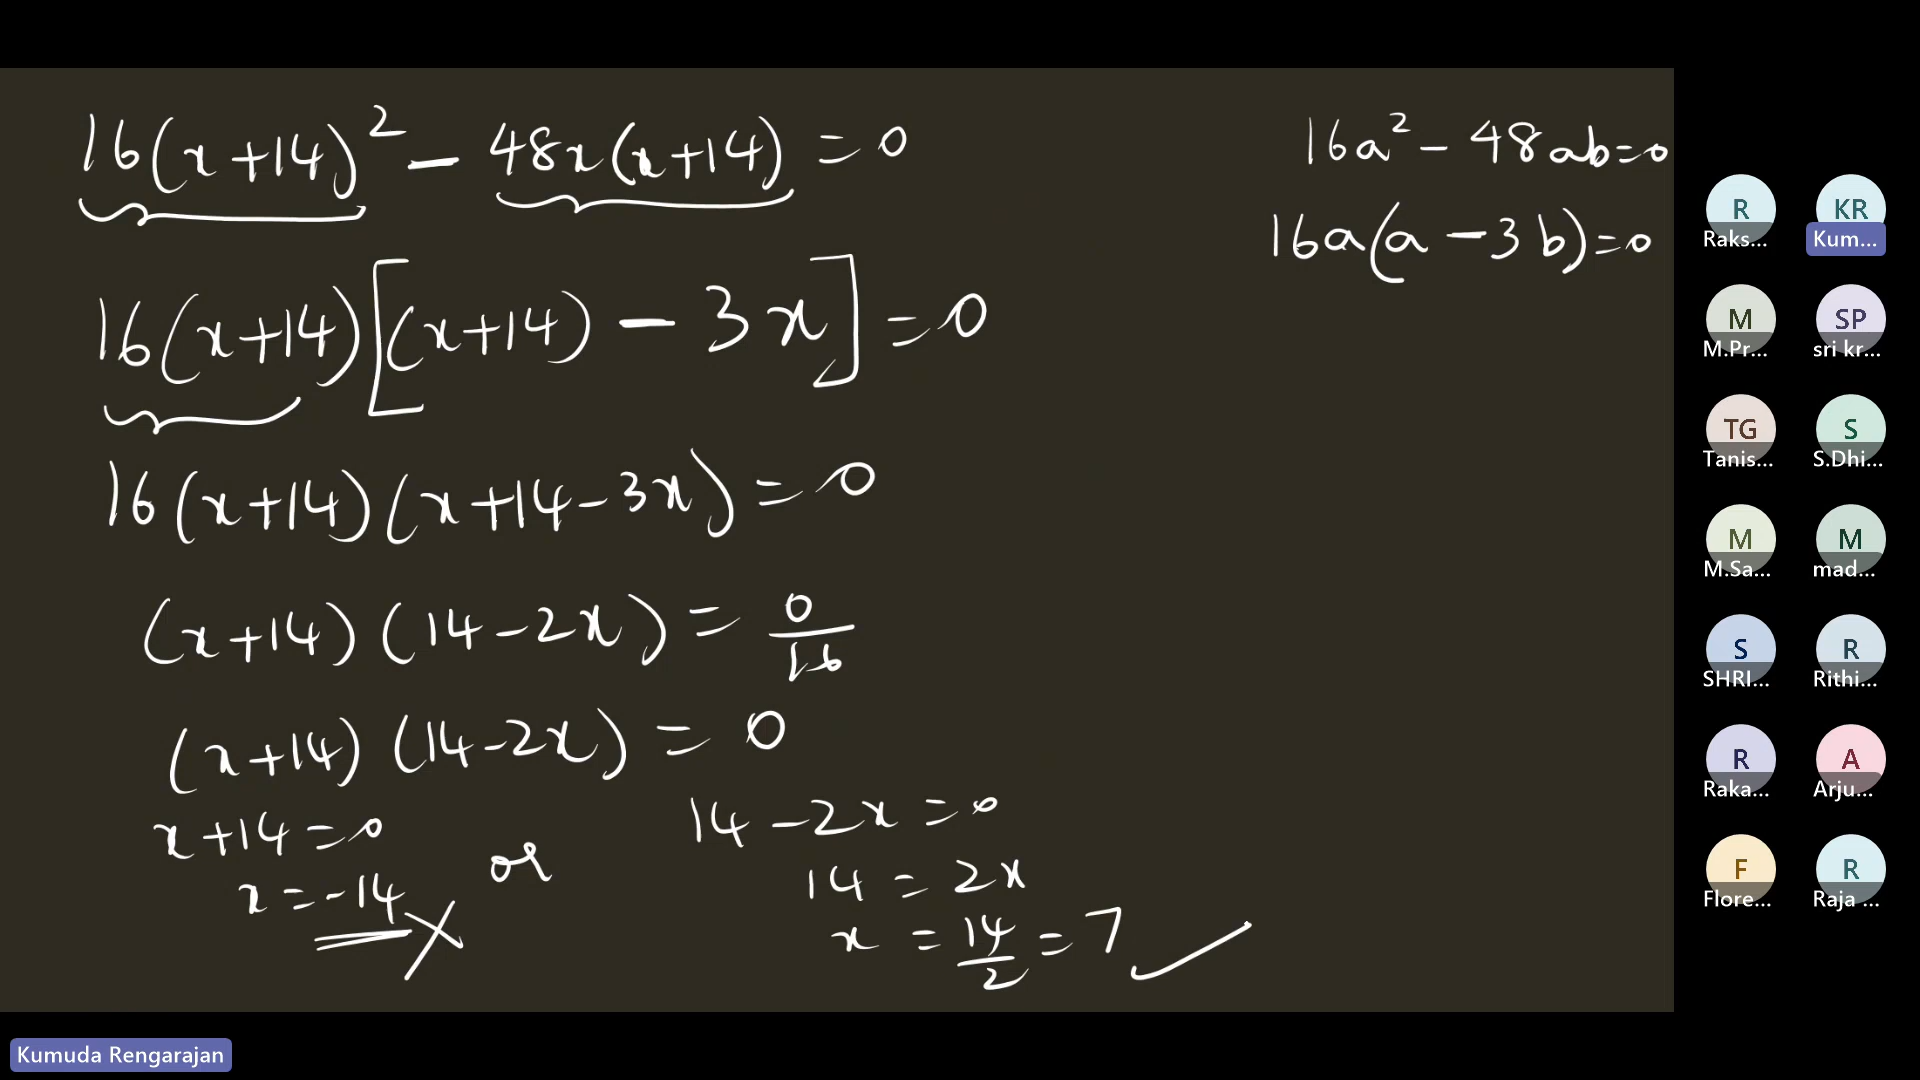 16(x+14)² - 48x(x+14) = 0
16(x+14)[(x+14) - 3x] = 0
16(x+14)(x+14-3x) = 0
(x+14)(14-2x) = 0/16
(x+14)(14-2x) = 0
x+14=0
x=-14
or
14-2x=0
14=2x
x=14/2=7
16a²-48ab=0
16a(a-3b)=0
R
Raks...
KR
Kum...
M
M.Pr...
SP
sri kr...
TG
Tanis...
S
S.Dhi...
M
M.Sa...
M
mad...
S
SHRI...
R
Rithi...
R
Raka...
A
Arju...
F
Flore...
R
Raja ...
Kumuda Rengarajan